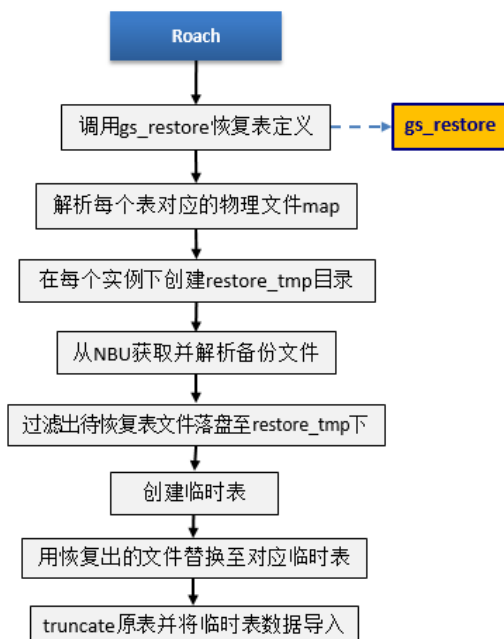 Roach
调用gs_restore恢复表定义
gs_restore
解析每个表对应的物理文件map
在每个实例下创建restore_tmp目录
从NBU获取并解析备份文件
过滤出待恢复表文件落盘至restore_tmp下
创建临时表
用恢复出的文件替换至对应临时表
truncate原表并将临时表数据导入